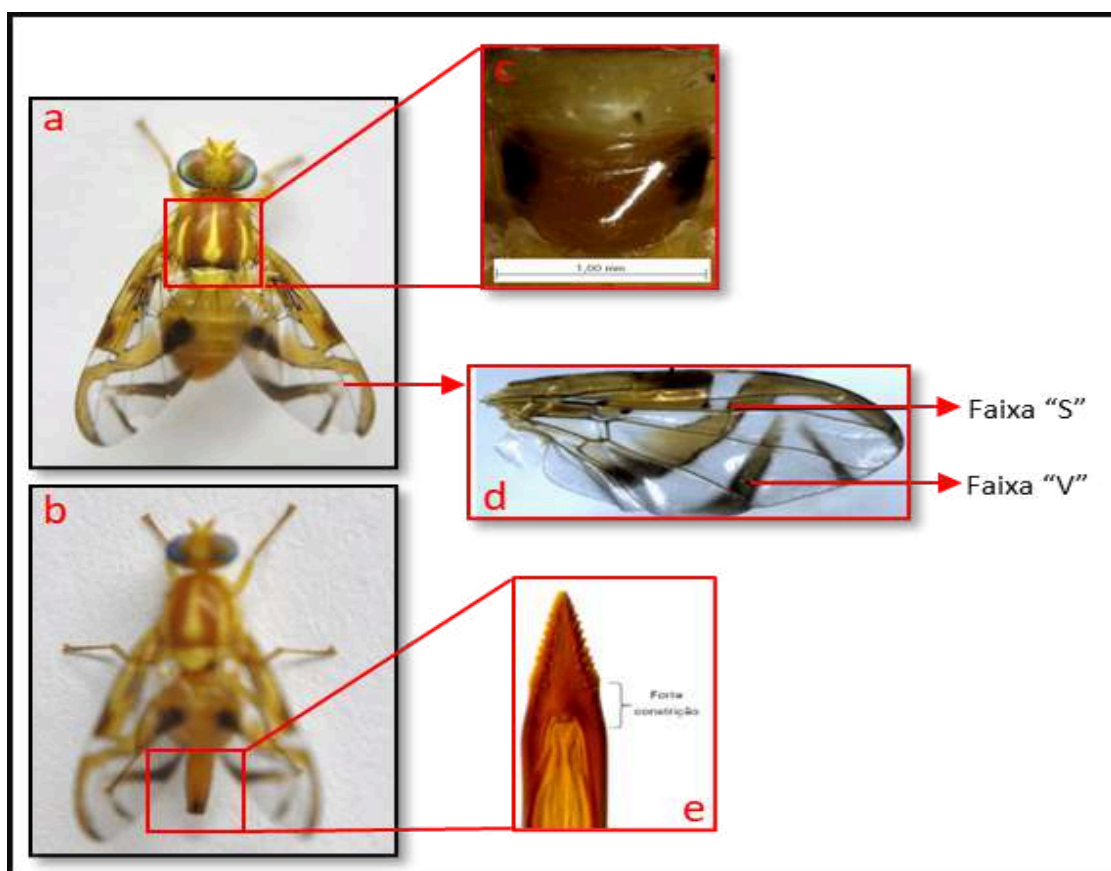 a
c
1,00 mm
d
Faixa “S”
Faixa “V”
b
e
Forte
constrição